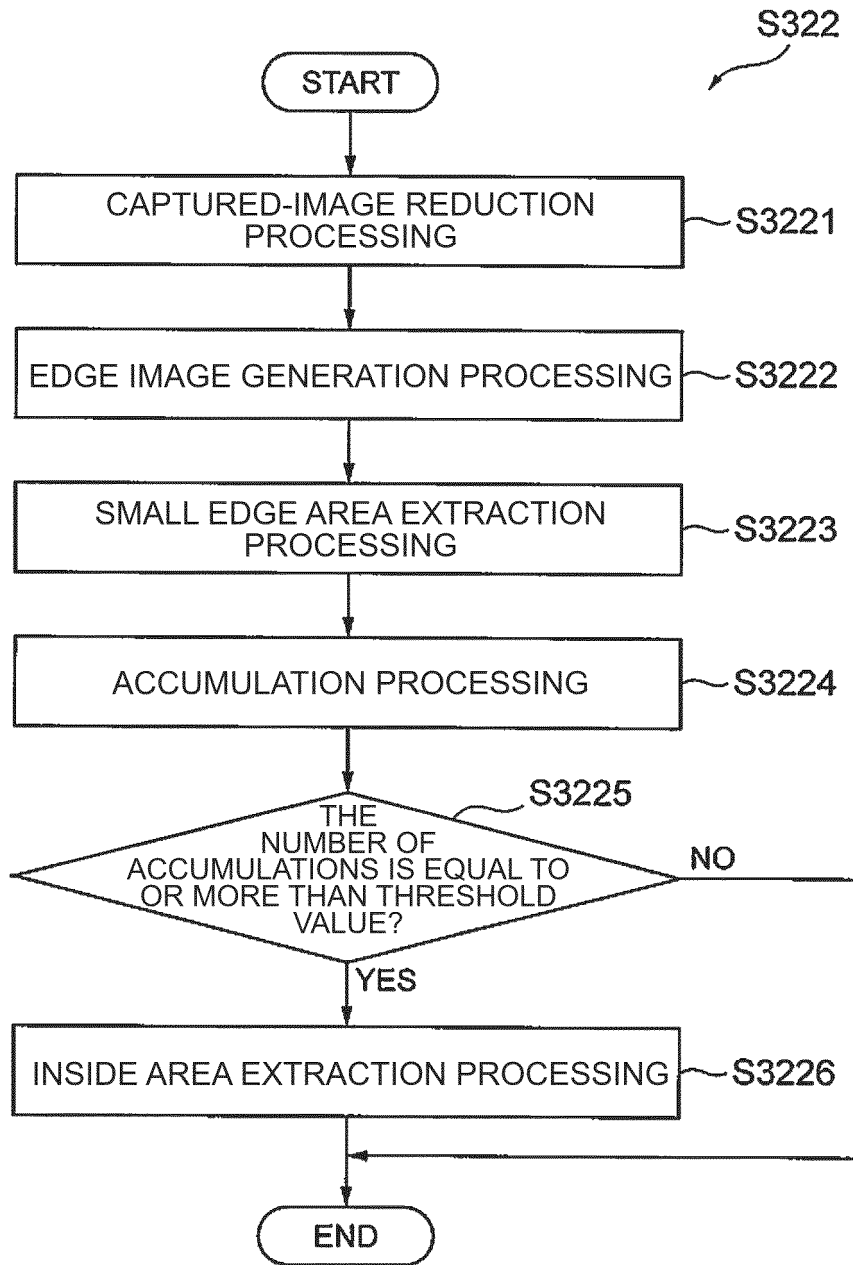 S322
START
CAPTURED-IMAGE REDUCTION
PROCESSING
S3221
EDGE IMAGE GENERATION PROCESSING
S3222
SMALL EDGE AREA EXTRACTION
PROCESSING
S3223
ACCUMULATION PROCESSING
S3224
S3225
THE
NUMBER OF
ACCUMULATIONS IS EQUAL TO
OR MORE THAN THRESHOLD
VALUE?
NO
YES
INSIDE AREA EXTRACTION PROCESSING
S3226
END